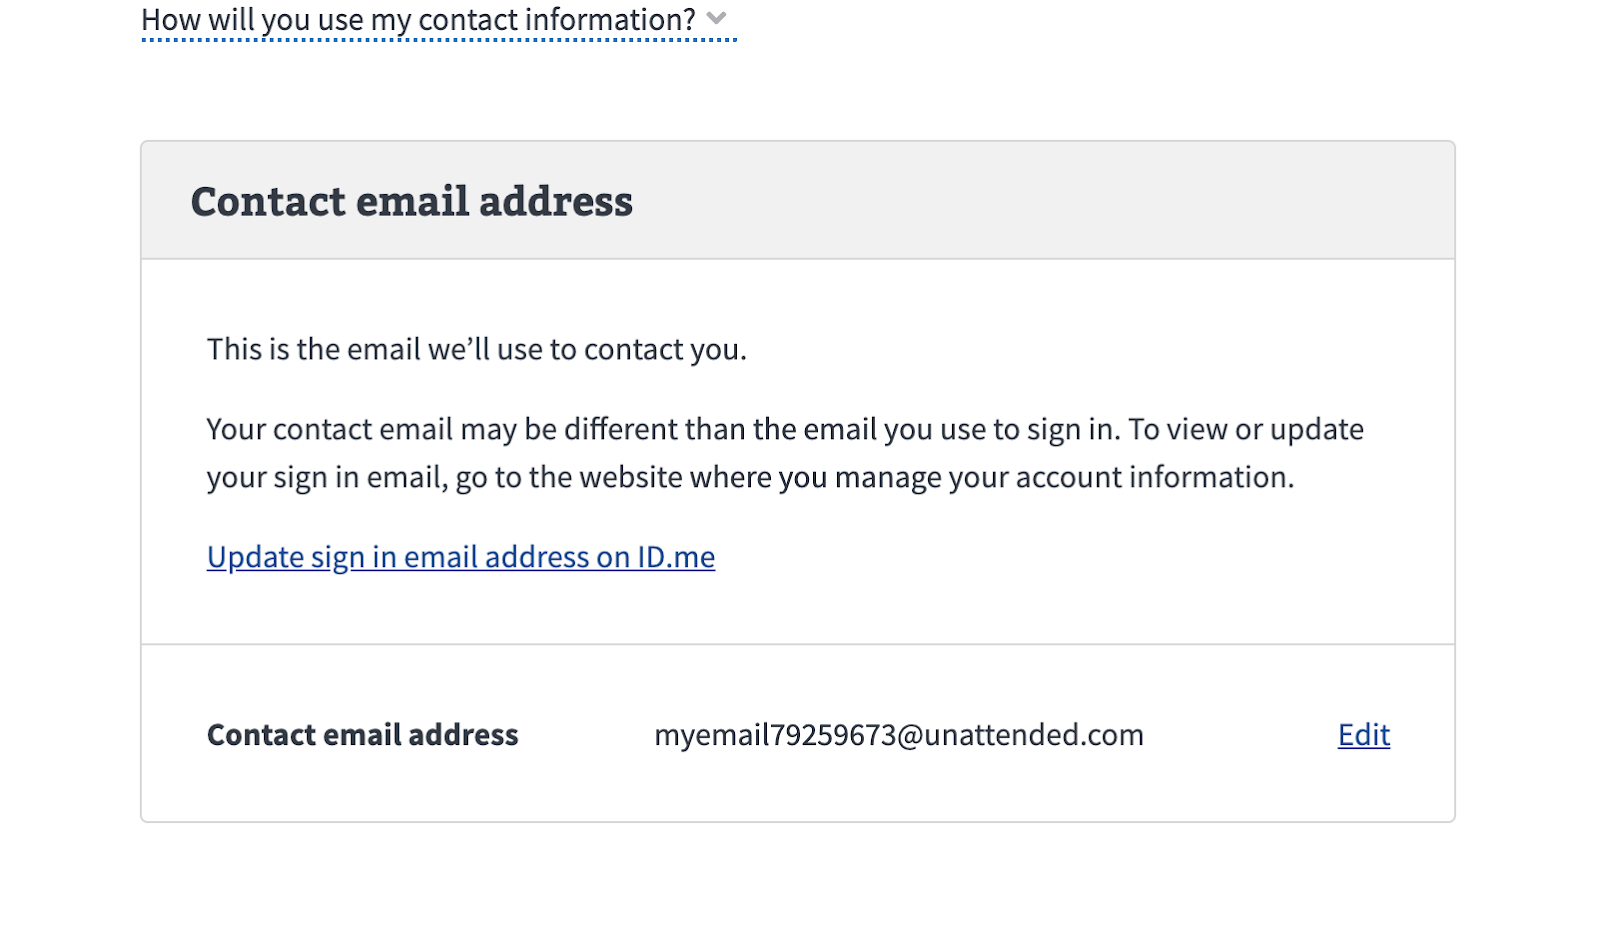 How will you use my contact information?
Contact email address
This is the email we’ll use to contact you.
Your contact email may be different than the email you use to sign in. To view or update
your sign in email, go to the website where you manage your account information.
Update sign in email address on ID.me
Contact email address myemail79259673@unattended.com Edit